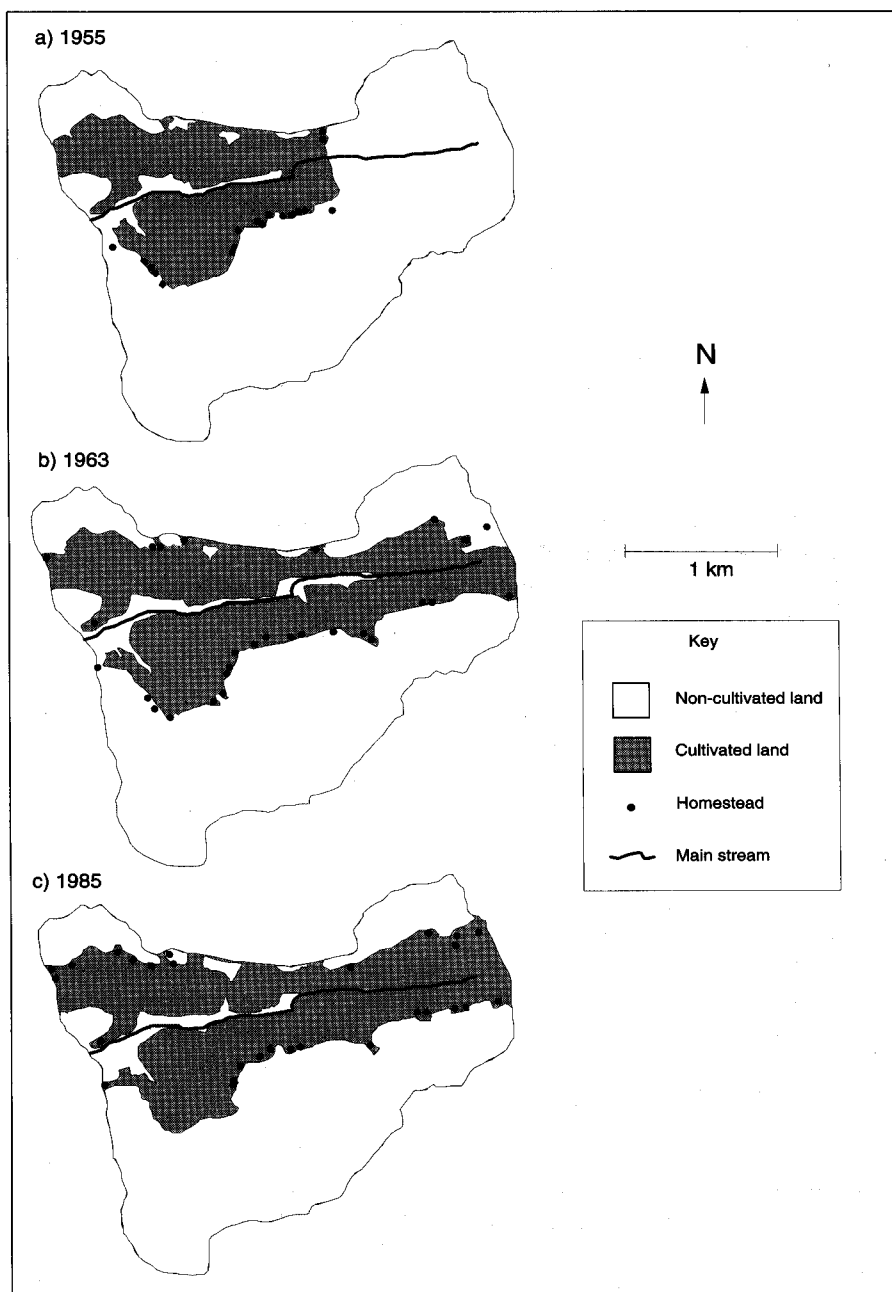 a) 1955
N
b) 1963
1 km
Key
Non-cultivated land
Cultivated land
Homestead
Main stream
c) 1985